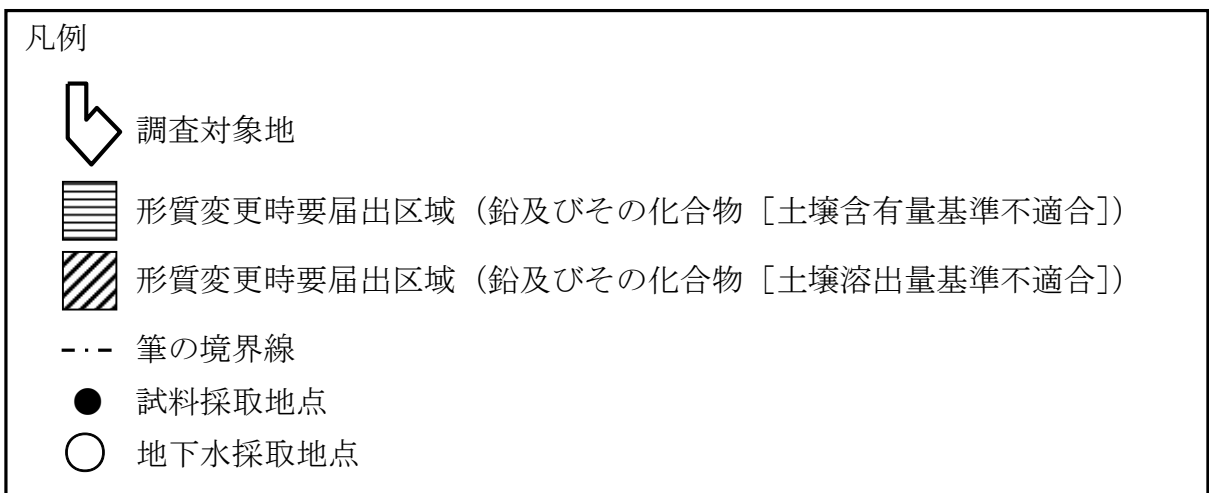 凡例
調査対象地
形質変更時要届出区域（鉛及びその化合物［土壌含有量基準不適合］）
形質変更時要届出区域（鉛及びその化合物［土壌溶出量基準不適合］）
筆の境界線
試料採取地点
地下水採取地点